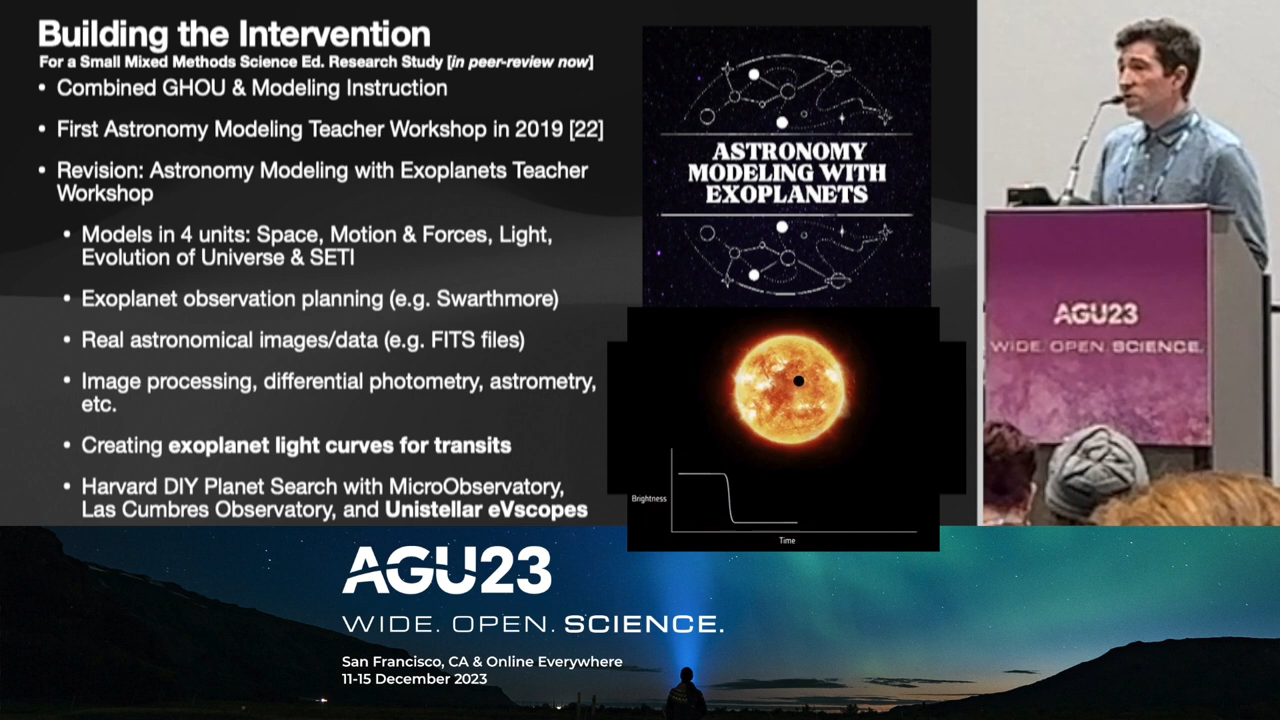 Building the Intervention
For a Small Mixed Methods Science Ed. Research Study [in peer-review now]
• Combined GHOU & Modeling Instruction
• First Astronomy Modeling Teacher Workshop in 2019 [22]
• Revision: Astronomy Modeling with Exoplanets Teacher
Workshop
• Models in 4 units: Space, Motion & Forces, Light,
Evolution of Universe & SETI
• Exoplanet observation planning (e.g. Swarthmore)
• Real astronomical images/data (e.g. FITS files)
• Image processing, differential photometry, astrometry,
etc.
• Creating exoplanet light curves for transits
• Harvard DIY Planet Search with MicroObservatory,
Las Cumbres Observatory, and Unistellar eVscopes
ASTRONOMY
MODELING WITH
EXOPLANETS
Brightness
Time
AGU23
WIDE. OPEN. SCIENCE.
AGU23
WIDE. OPEN. SCIENCE.
San Francisco, CA & Online Everywhere
11-15 December 2023